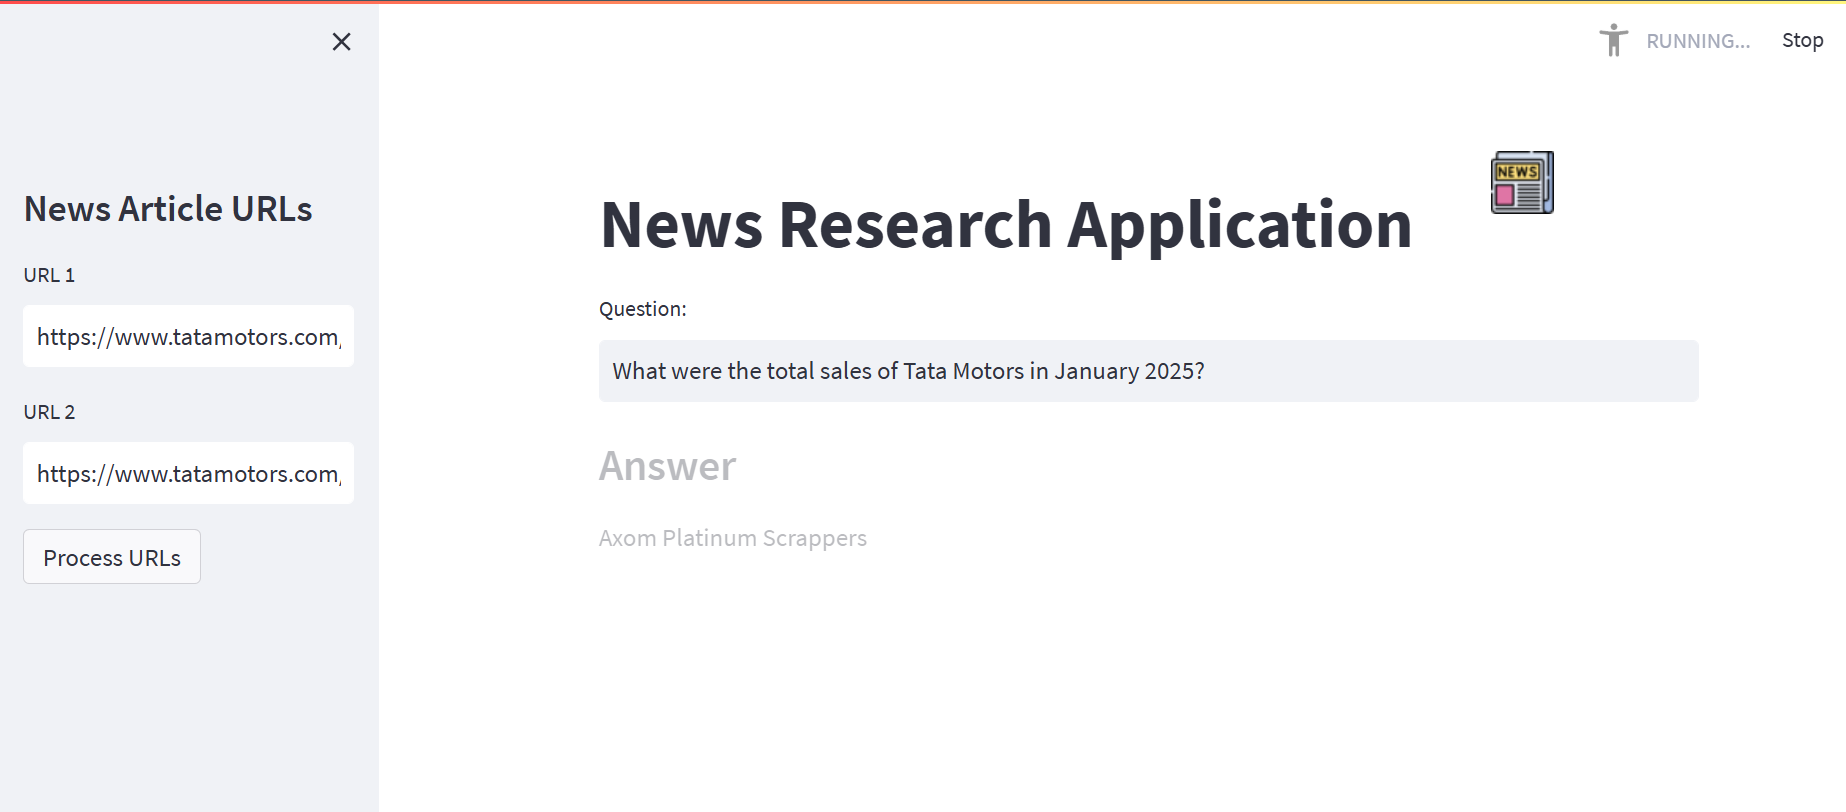 RUNNING...
Stop
News Article URLs
URL 1
https://www.tatamotors.com/
URL 2
https://www.tatamotors.com/
Process URLs
NEWS
News Research Application
Question:
What were the total sales of Tata Motors in January 2025?
Answer
Axom Platinum Scrappers